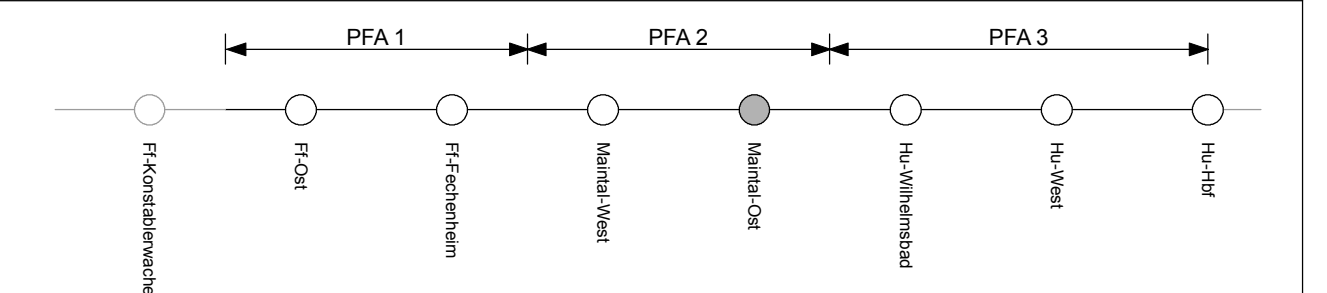 PFA 1
PFA 2
PFA 3
Ff-Konstablerwache
Ff-Ost
Ff-Fechenheim
Maintal-West
Maintal-Ost
Hu-Wilhelmsbad
Hu-West
Hu-Hbf